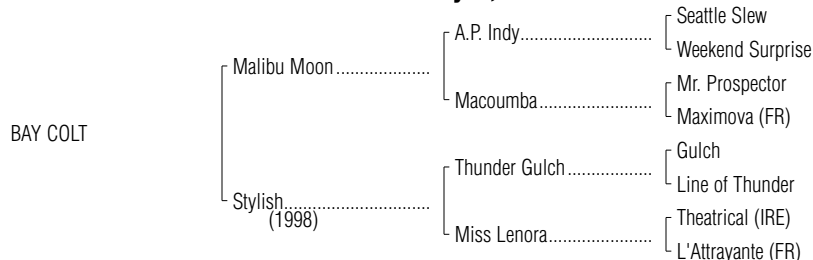 Seattle Slew
A.P. Indy
Weekend Surprise
Malibu Moon
Mr. Prospector
Macoumba
Maximova (FR)
BAY COLT
Gulch
Thunder Gulch
Line of Thunder
Stylish
(1998)
Theatrical (IRE)
Miss Lenora
L'Attrayante (FR)